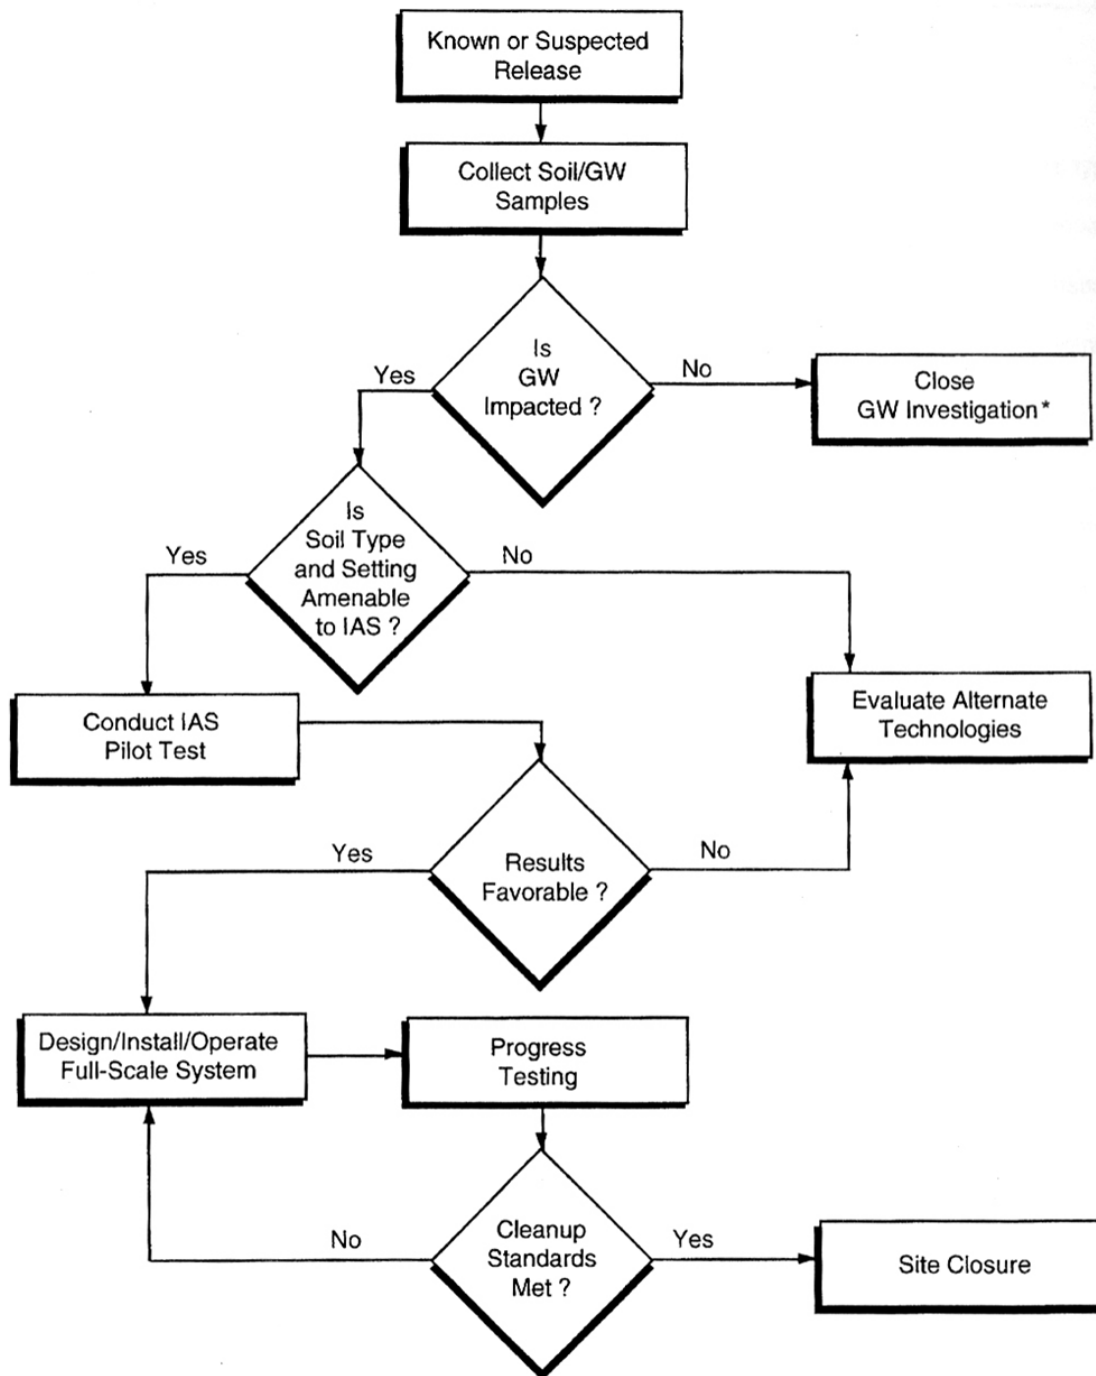 Known or Suspected
Release
Collect Soil/GW
Samples
Is
GW
Impacted ?
Yes
No
Close
GW Investigation*
Is
Soil Type
and Setting
Amenable
to IAS ?
Yes
No
Conduct IAS
Pilot Test
Evaluate Alternate
Technologies
Results
Favorable ?
Yes
No
Design/Install/Operate
Full-Scale System
Progress
Testing
Cleanup
Standards
Met ?
No
Yes
Site Closure